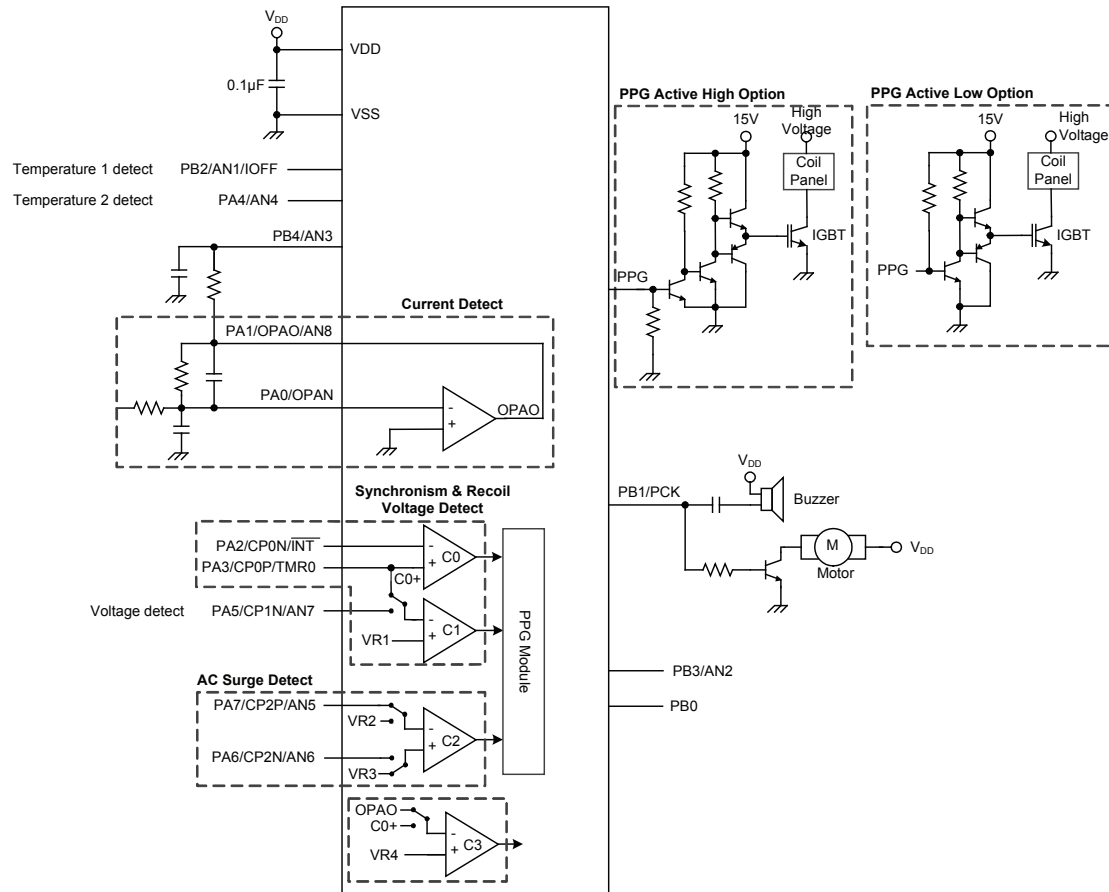 VDD
VDD
0.1µF
VSS
Temperature 1 detect
PB2/AN1/IOFF
Temperature 2 detect
PA4/AN4
PB4/AN3
Current Detect
PA1/OPAO/AN8
PA0/OPAN
OPAO
-
+
Synchronism & Recoil
Voltage Detect
PA2/CP0N/INT
PA3/CP0P/TMR0
-
+
C0
C0+
Voltage detect
PA5/CP1N/AN7
VR1
-
+
C1
PPG Module
AC Surge Detect
PA7/CP2P/AN5
VR2
PA6/CP2N/AN6
VR3
-
+
C2
OPAO
C0+
VR4
-
+
C3
PPG Active High Option
15V
High
Voltage
Coil
Panel
IGBT
PPG
PPG Active Low Option
15V
High
Voltage
Coil
Panel
IGBT
PPG
PB1/PCK
VDD
Buzzer
M
Motor
VDD
PB3/AN2
PB0